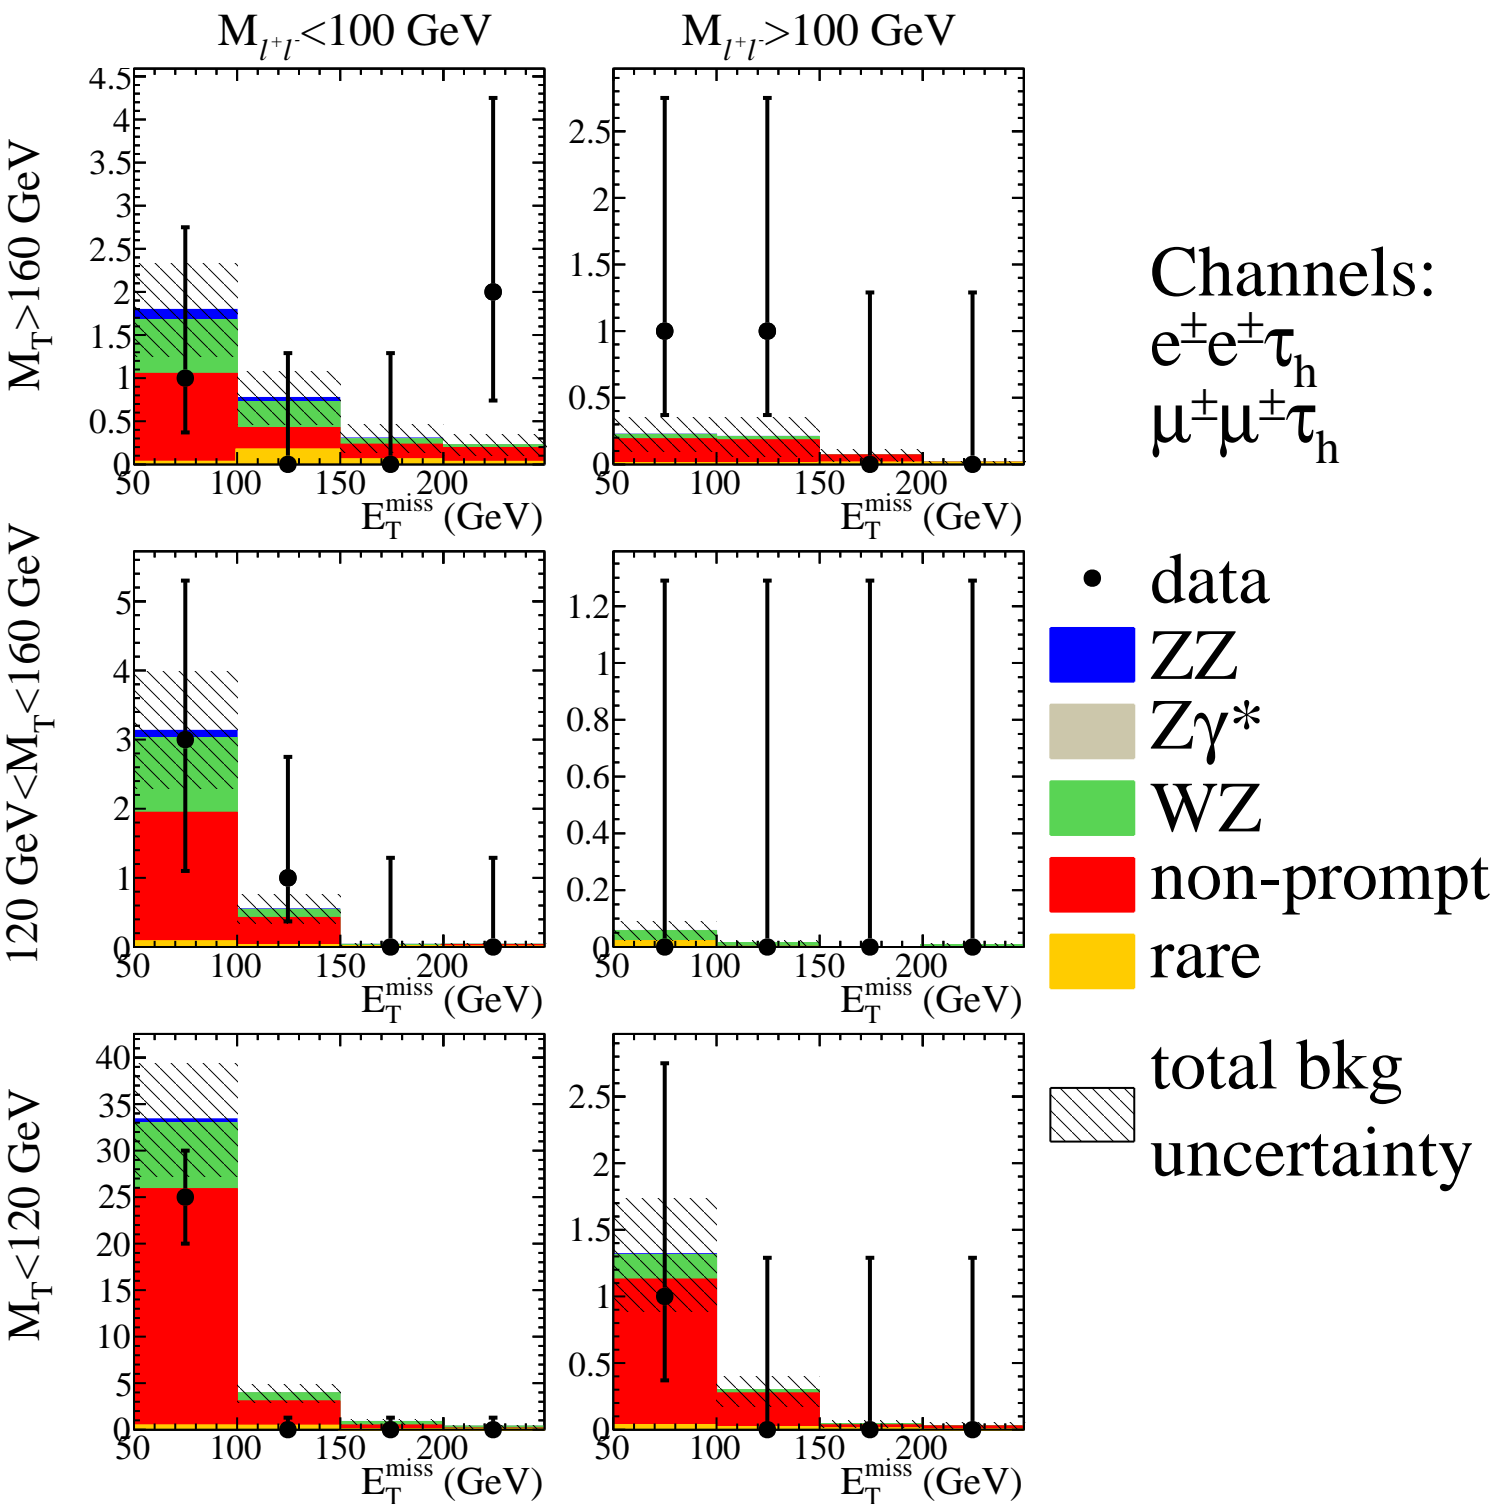 M_{l⁺l⁻}<100 GeV
M_{l⁺l⁻}>100 GeV
M_T>160 GeV
4.5
4
3.5
3
2.5
2
1.5
1
0.5
0
50 100 150 200
E_T^miss (GeV)
2.5
2
1.5
1
0.5
0
50 100 150 200
E_T^miss (GeV)
120 GeV<M_T<160 GeV
5
4
3
2
1
0
50 100 150 200
E_T^miss (GeV)
1.2
1
0.8
0.6
0.4
0.2
0
50 100 150 200
E_T^miss (GeV)
M_T<120 GeV
40
35
30
25
20
15
10
5
0
50 100 150 200
E_T^miss (GeV)
2.5
2
1.5
1
0.5
0
50 100 150 200
E_T^miss (GeV)
Channels:
e^±e^±τ_h
μ^±μ^±τ_h
data
ZZ
Zγ*
WZ
non-prompt
rare
total bkg
uncertainty